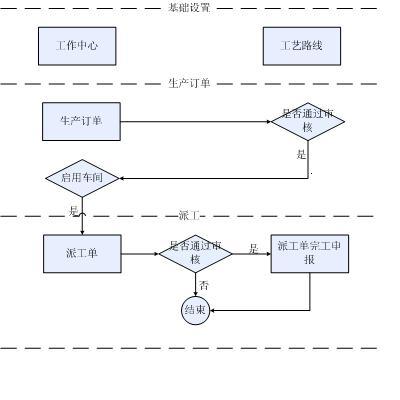 基础设置
工作中心
工艺路线
生产订单
生产订单
是否通过审
核
是
启用车间
是
派工
派工单
是否通过审
核
是
派工单完工申
报
否
结束